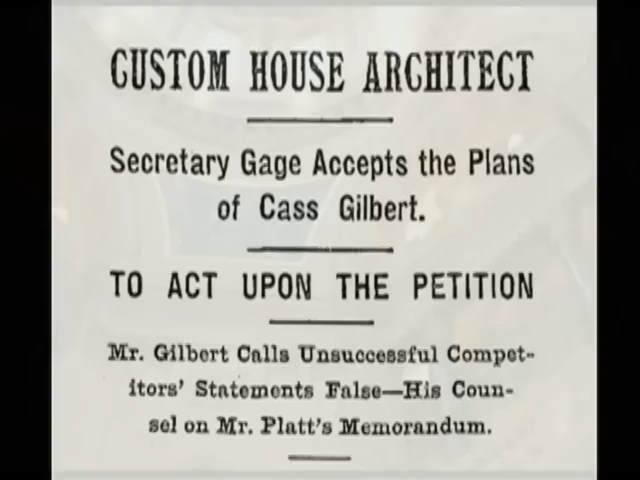 CUSTOM HOUSE ARCHITECT
Secretary Gage Accepts the Plans
of Cass Gilbert.
TO ACT UPON THE PETITION
Mr. Gilbert Calls Unsuccessful Compet-
itors' Statements False—His Coun-
sel on Mr. Platt's Memorandum.